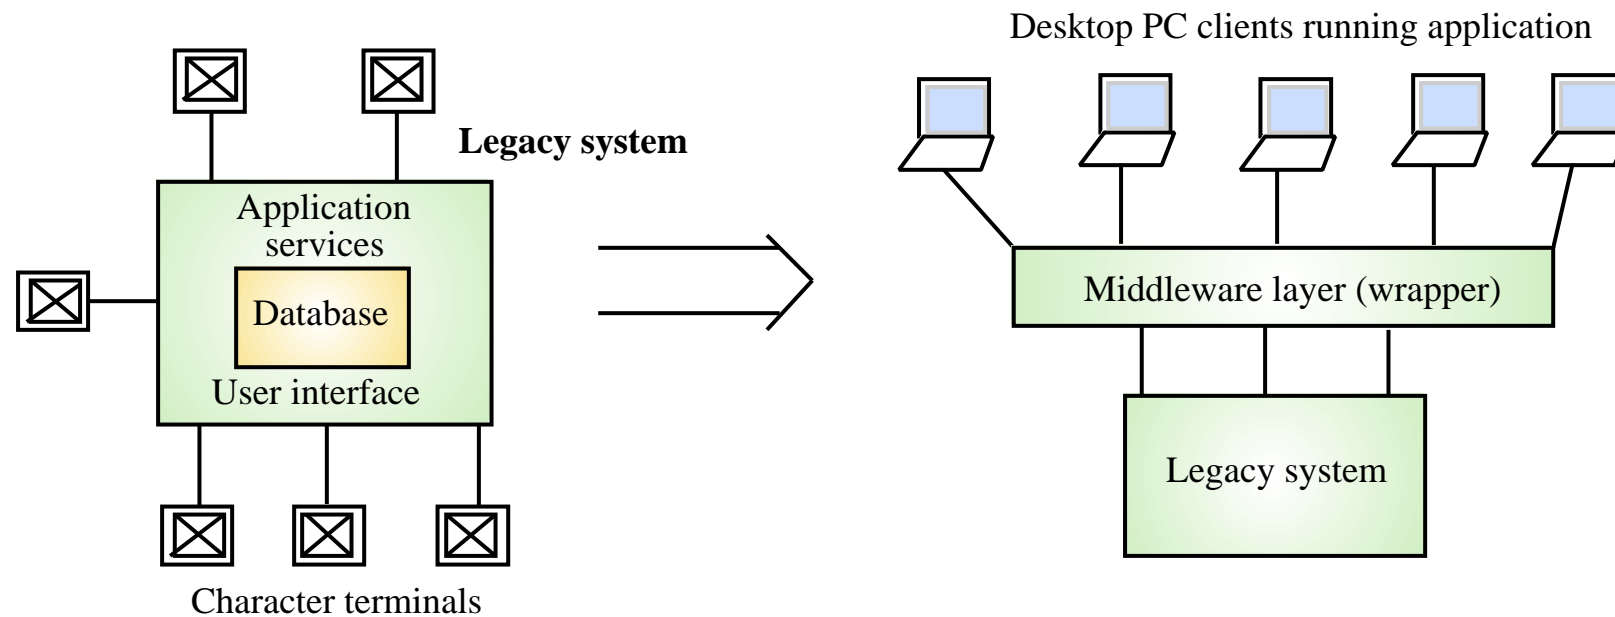 Desktop PC clients running application
Legacy system
Application
services
Database
User interface
Character terminals
Middleware layer (wrapper)
Legacy system